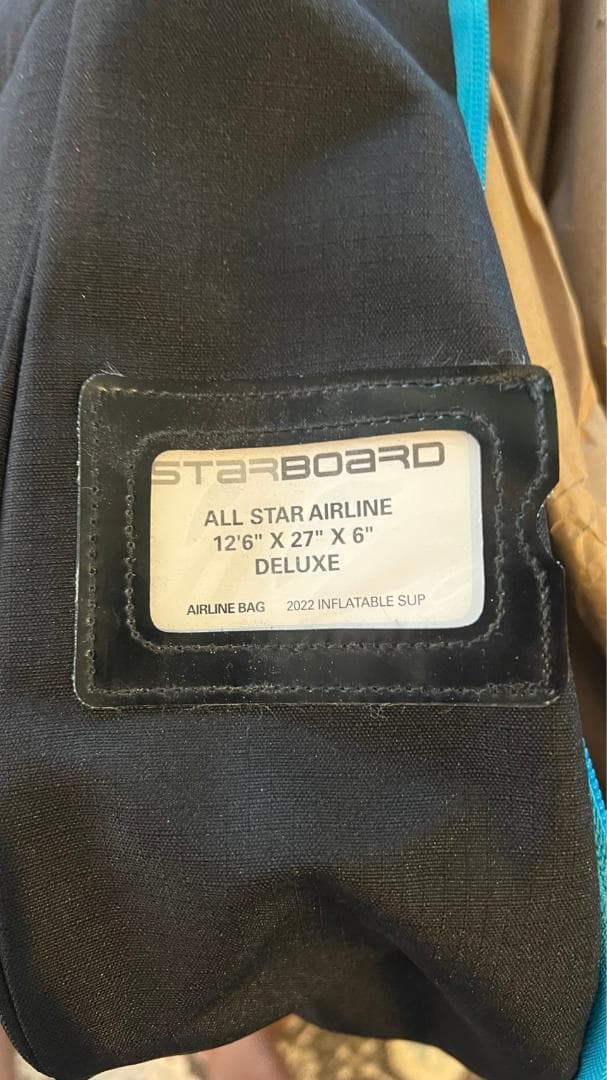 STARBOARD
ALL STAR AIRLINE
12'6" X 27" X 6"
DELUXE
AIRLINE BAG 2022 INFLATABLE SUP